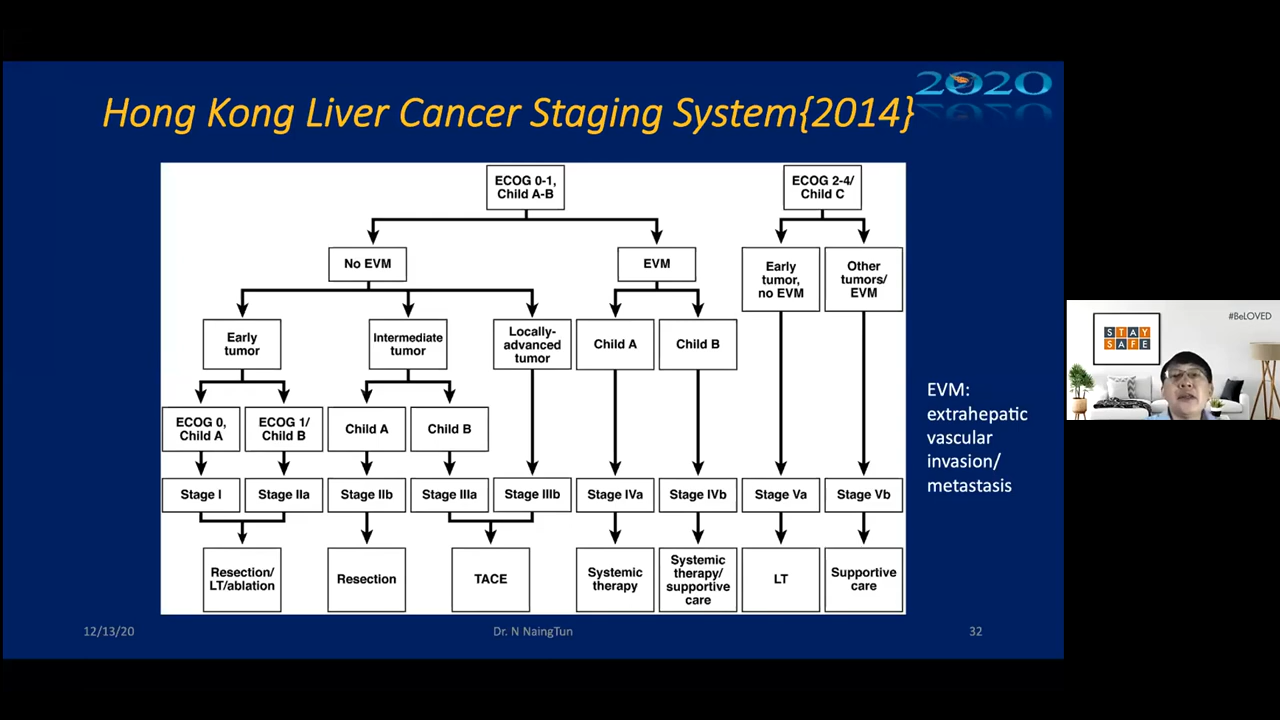 Hong Kong Liver Cancer Staging System{2014}
2020
ECOG 0-1,
Child A-B
ECOG 2-4/
Child C
No EVM
EVM
Early
tumor,
no EVM
Other
tumors/
EVM
Early
tumor
Intermediate
tumor
Locally-
advanced
tumor
Child A
Child B
ECOG 0,
Child A
ECOG 1/
Child B
Child A
Child B
Stage I
Stage IIa
Stage IIb
Stage IIIa
Stage IIIb
Stage IVa
Stage IVb
Stage Va
Stage Vb
Resection/
LT/ablation
Resection
TACE
Systemic
therapy
Systemic
therapy/
supportive
care
LT
Supportive
care
EVM:
extrahepatic
vascular
invasion/
metastasis
12/13/20
Dr. N NaingTun
32
#BeLOVED
STAY
SAFE